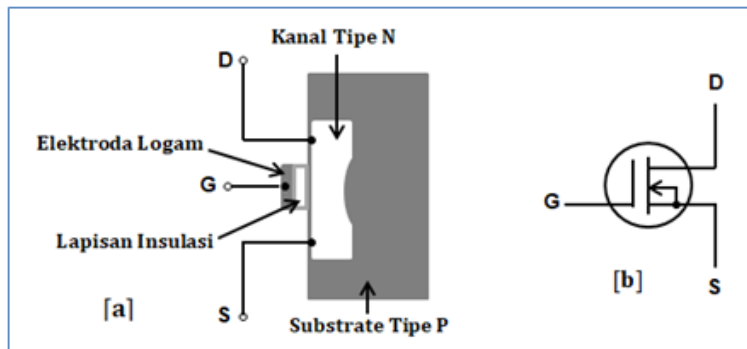 Kanal Tipe N
D
Elektroda Logam
G
Lapisan Insulasi
S
Substrate Tipe P
[a]
D
G
S
[b]